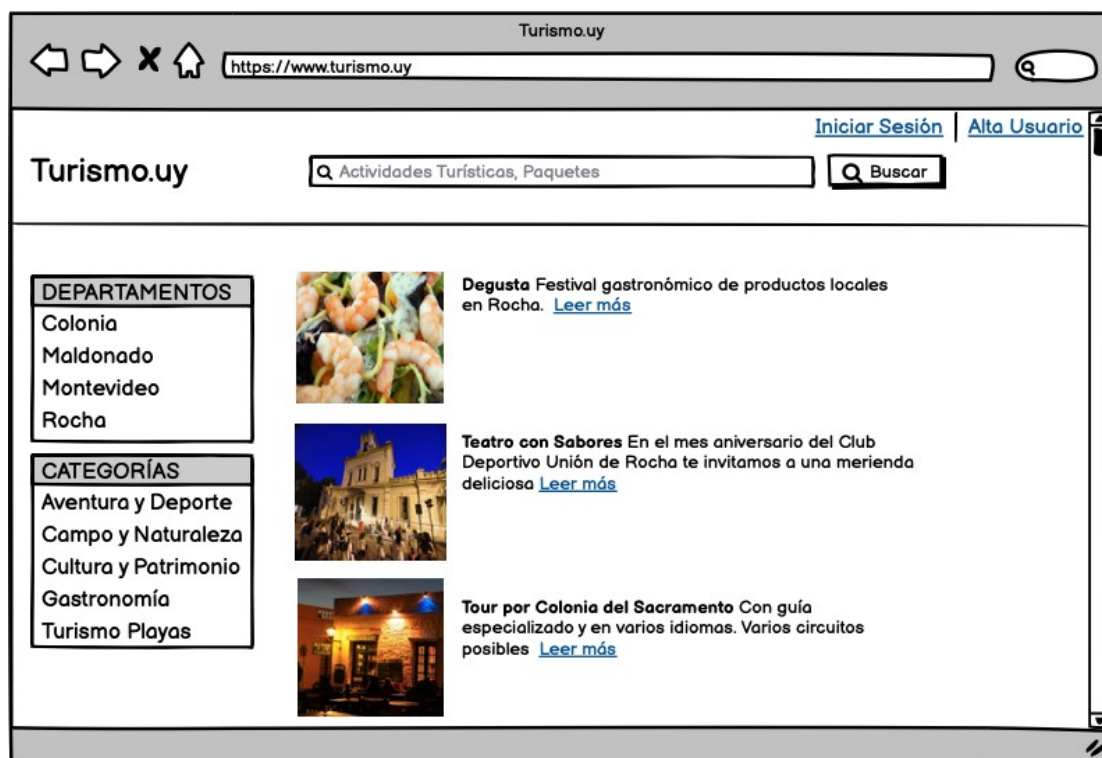 Turismo.uy
https://www.turismo.uy
Iniciar Sesión
Alta Usuario
Turismo.uy
Actividades Turísticas, Paquetes
Buscar
DEPARTAMENTOS
Colonia
Maldonado
Montevideo
Rocha
CATEGORÍAS
Aventura y Deporte
Campo y Naturaleza
Cultura y Patrimonio
Gastronomía
Turismo Playas
Degusta Festival gastronómico de productos locales
en Rocha. Leer más
Teatro con Sabores En el mes aniversario del Club
Deportivo Unión de Rocha te invitamos a una merienda
deliciosa Leer más
Tour por Colonia del Sacramento Con guía
especializado y en varios idiomas. Varios circuitos
posibles Leer más